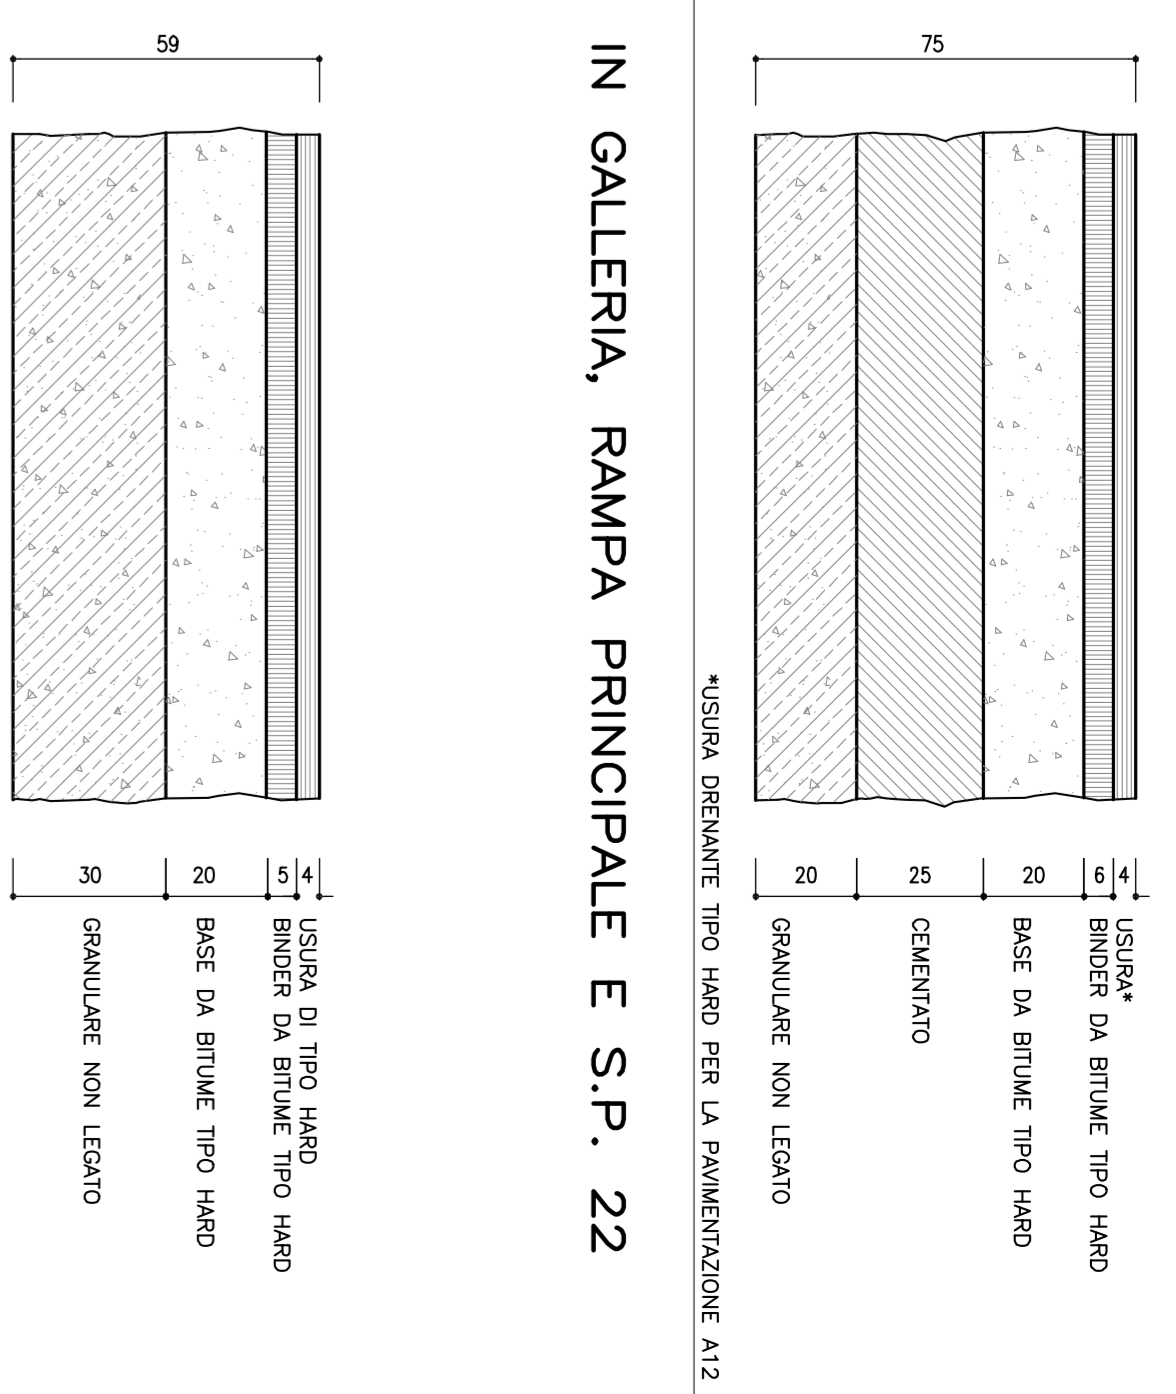 75
20
25
20
6
4
USURA*
BINDER DA BITUME TIPO HARD
BASE DA BITUME TIPO HARD
CEMENTATO
GRANULARE NON LEGATO
*USURA DRENANTE TIPO HARD PER LA PAVIMENTAZIONE A12
IN GALLERIA, RAMPA PRINCIPALE E S.P. 22
59
30
20
5
4
USURA DI TIPO HARD
BINDER DA BITUME TIPO HARD
BASE DA BITUME TIPO HARD
GRANULARE NON LEGATO